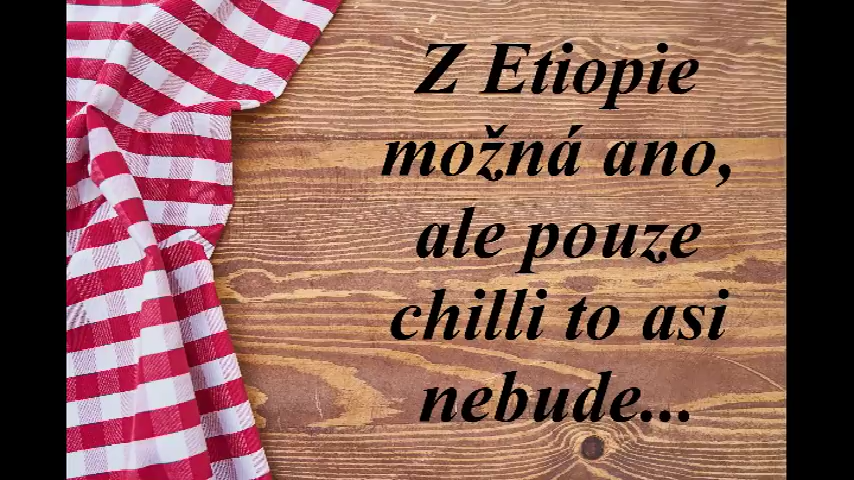 Z Etiopie
možná ano,
ale pouze
chilli to asi
nebude...